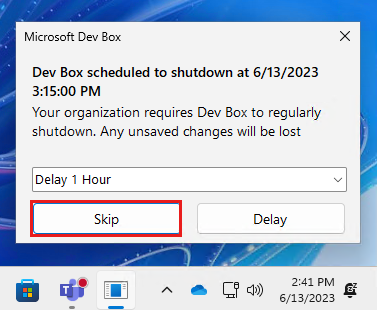 Microsoft Dev Box
Dev Box scheduled to shutdown at 6/13/2023
3:15:00 PM
Your organization requires Dev Box to regularly
shutdown. Any unsaved changes will be lost
Delay 1 Hour
Skip
Delay
2:41 PM
6/13/2023